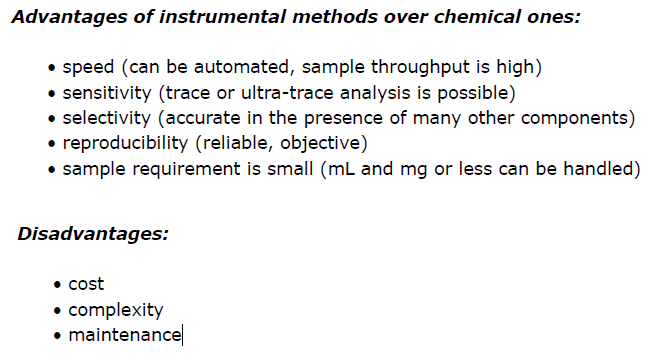 Advantages of instrumental methods over chemical ones:
• speed (can be automated, sample throughput is high)
• sensitivity (trace or ultra-trace analysis is possible)
• selectivity (accurate in the presence of many other components)
• reproducibility (reliable, objective)
• sample requirement is small (mL and mg or less can be handled)
Disadvantages:
• cost
• complexity
• maintenance